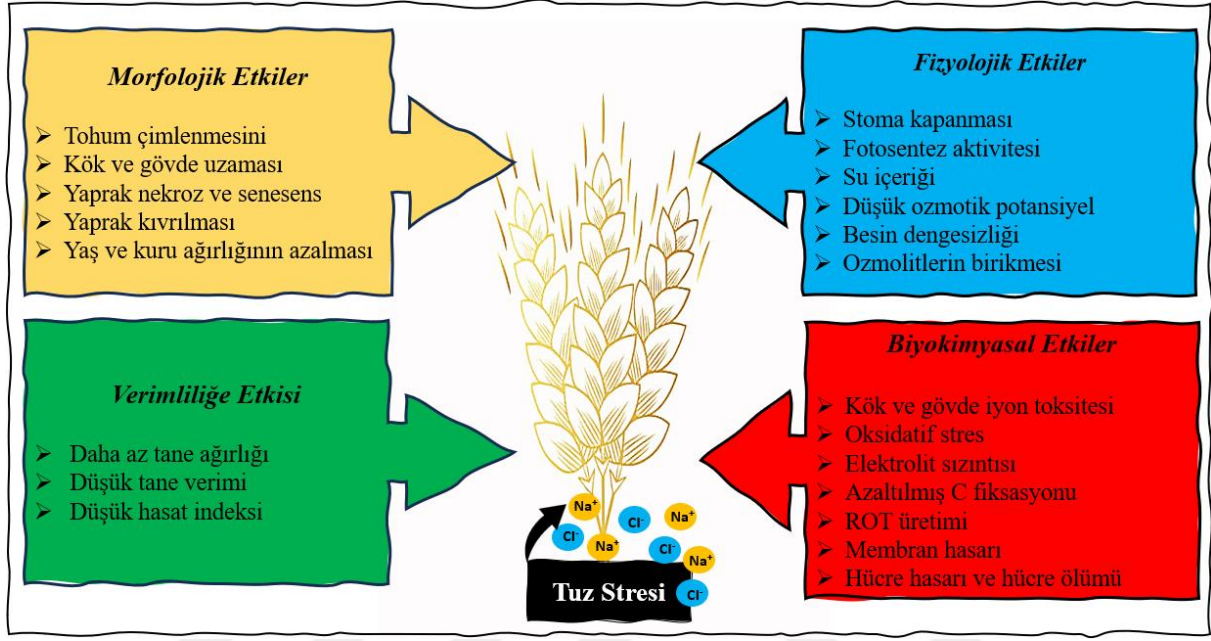 Morfolojik Etkiler
➢ Tohum çimlenmesini
➢ Kök ve gövde uzaması
➢ Yaprak nekroz ve senesens
➢ Yaprak kıvrılması
➢ Yaş ve kuru ağırlığının azalması
Fizyolojik Etkiler
➢ Stoma kapanması
➢ Fotosentez aktivitesi
➢ Su içeriği
➢ Düşük ozmotik potansiyel
➢ Besin dengesizliği
➢ Ozmolitlerin birikmesi
Verimliliğe Etkisi
➢ Daha az tane ağırlığı
➢ Düşük tane verimi
➢ Düşük hasat indeksi
Biyokimyasal Etkiler
➢ Kök ve gövde iyon toksitesi
➢ Oksidatif stres
➢ Elektrolit sızıntısı
➢ Azaltılmış C fiksasyonu
➢ ROT üretimi
➢ Membran hasarı
➢ Hücre hasarı ve hücre ölümü
Na⁺
Cl⁻
Na⁺
Cl⁻
Na⁺
Cl⁻
Na⁺
Cl⁻
Tuz Stresi